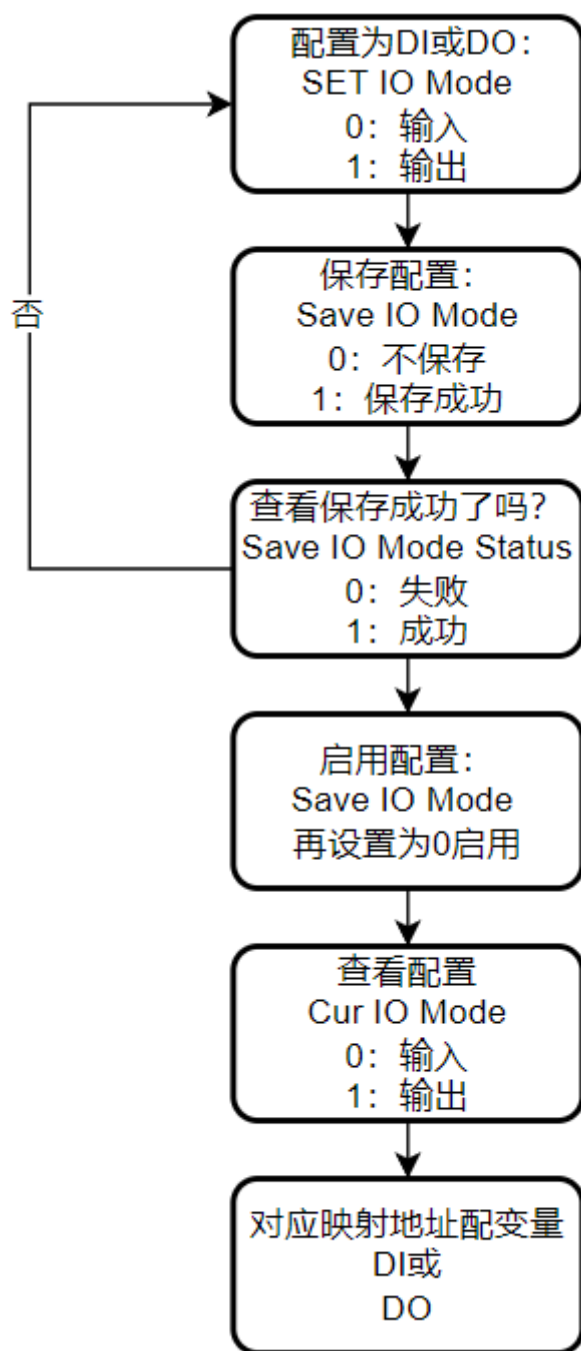 配置为DI或DO：
SET IO Mode
0：输入
1：输出
保存配置：
Save IO Mode
0：不保存
1：保存成功
否
查看保存成功了吗？
Save IO Mode Status
0：失败
1：成功
启用配置：
Save IO Mode
再设置为0启用
查看配置
Cur IO Mode
0：输入
1：输出
对应映射地址配变量
DI或
DO